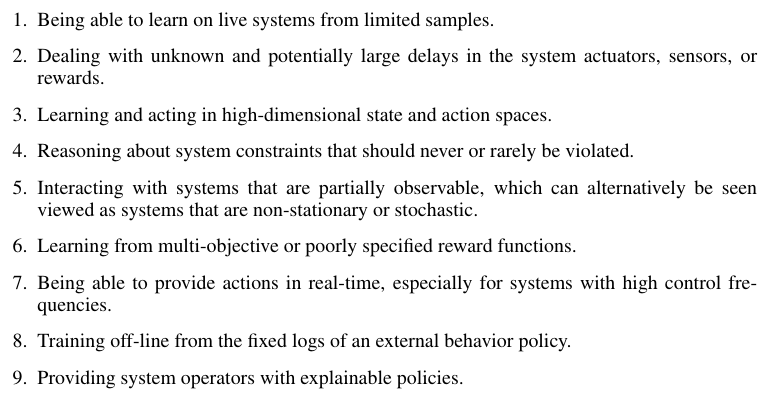 1. Being able to learn on live systems from limited samples.
2. Dealing with unknown and potentially large delays in the system actuators, sensors, or
rewards.
3. Learning and acting in high-dimensional state and action spaces.
4. Reasoning about system constraints that should never or rarely be violated.
5. Interacting with systems that are partially observable, which can alternatively be seen
viewed as systems that are non-stationary or stochastic.
6. Learning from multi-objective or poorly specified reward functions.
7. Being able to provide actions in real-time, especially for systems with high control fre-
quencies.
8. Training off-line from the fixed logs of an external behavior policy.
9. Providing system operators with explainable policies.